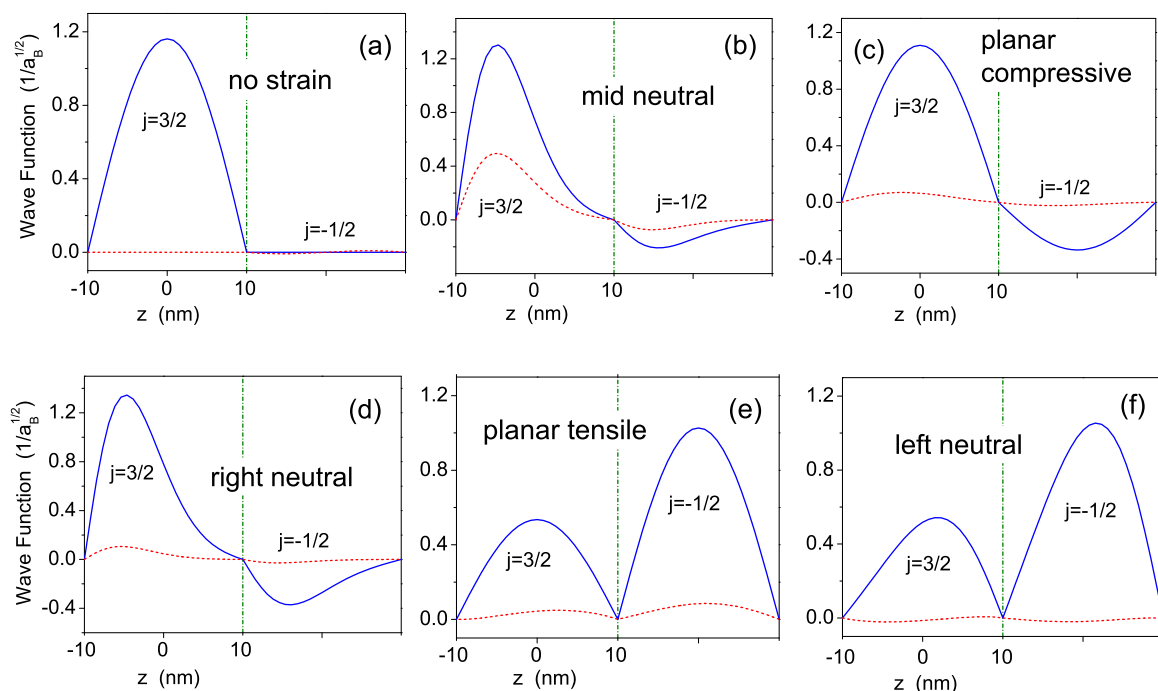 (a)
no strain
j=3/2
j=-1/2
1.2
0.8
0.4
0.0
-10 0 10
z (nm)
Wave Function (1/a_B^{1/2})
(b)
mid neutral
j=3/2
j=-1/2
1.2
0.8
0.4
0.0
-10 0 10
z (nm)
(c)
planar
compressive
j=3/2
j=-1/2
1.2
0.8
0.4
0.0
-0.4
-10 0 10
z (nm)
(d)
right neutral
j=3/2
j=-1/2
1.2
0.8
0.4
0.0
-0.4
-10 0 10
z (nm)
Wave Function (1/a_B^{1/2})
(e)
planar tensile
j=3/2
j=-1/2
1.2
0.8
0.4
0.0
-10 0 10
z (nm)
(f)
left neutral
j=3/2
j=-1/2
1.2
0.8
0.4
0.0
-10 0 10
z (nm)